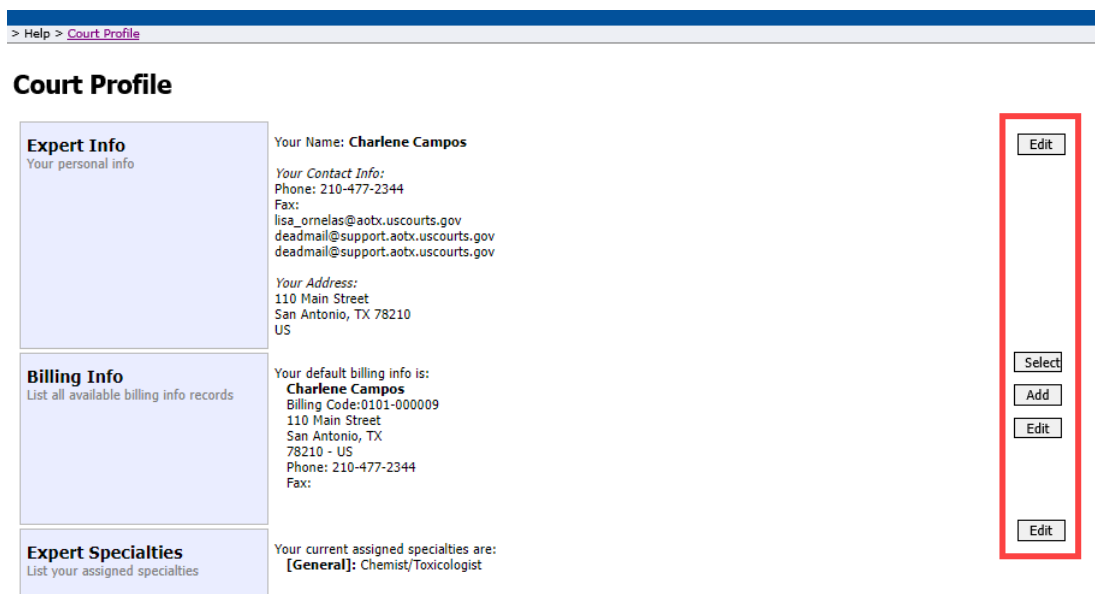 > Help > Court Profile
Court Profile
Expert Info
Your personal info
Your Name: Charlene Campos
Your Contact Info:
Phone: 210-477-2344
Fax:
lisa_ornelas@aotx.uscourts.gov
deadmail@support.aotx.uscourts.gov
deadmail@support.aotx.uscourts.gov
Your Address:
110 Main Street
San Antonio, TX 78210
US
Edit
Billing Info
List all available billing info records
Your default billing info is:
Charlene Campos
Billing Code:0101-000009
110 Main Street
San Antonio, TX
78210 - US
Phone: 210-477-2344
Fax:
Select
Add
Edit
Expert Specialties
List your assigned specialties
Your current assigned specialties are:
[General]: Chemist/Toxicologist
Edit